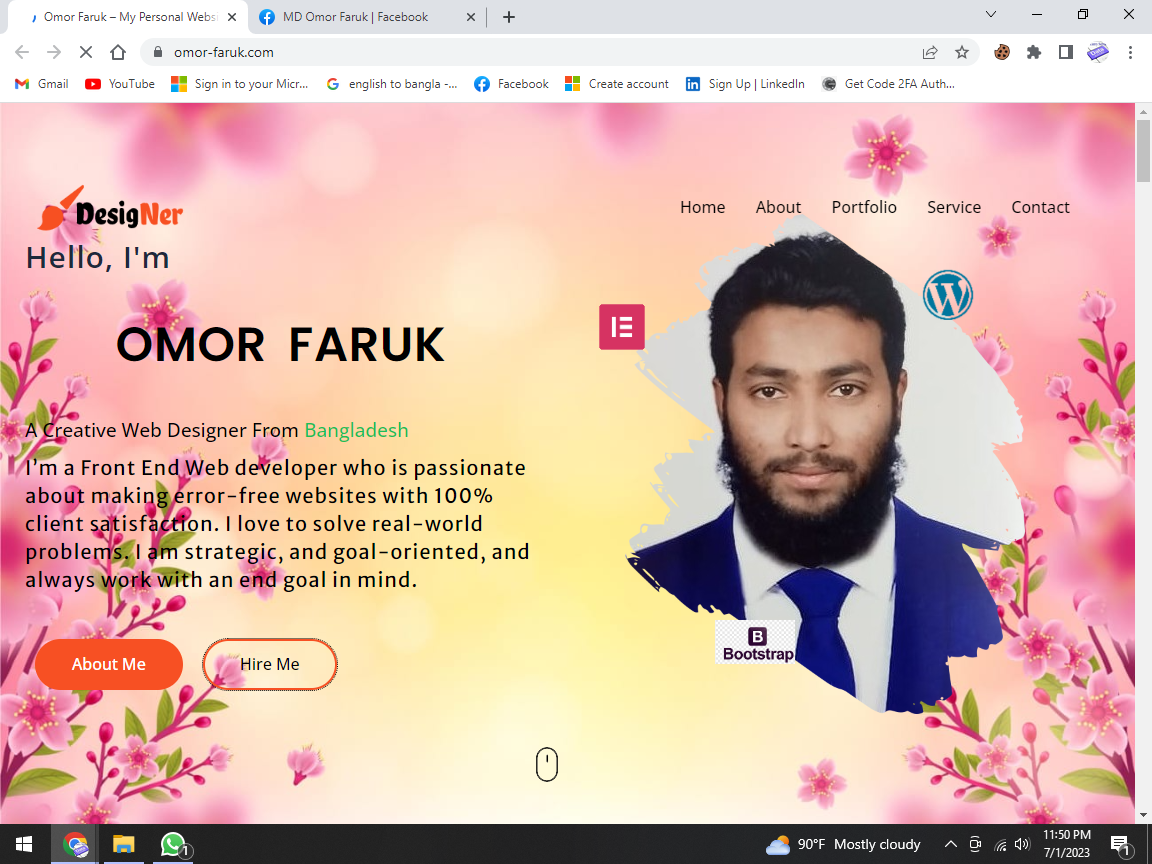 Omor Faruk – My Personal Webs
MD Omor Faruk | Facebook
omor-faruk.com
Gmail
YouTube
Sign in to your Micr...
english to bangla -...
Facebook
Create account
Sign Up | LinkedIn
Get Code 2FA Auth...
DesigNer
Home
About
Portfolio
Service
Contact
Hello, I'm
OMOR FARUK
A Creative Web Designer From Bangladesh
I'm a Front End Web developer who is passionate
about making error-free websites with 100%
client satisfaction. I love to solve real-world
problems. I am strategic, and goal-oriented, and
always work with an end goal in mind.
About Me
Hire Me
B
Bootstrap
1
90°F Mostly cloudy
11:50 PM
7/1/2023
1